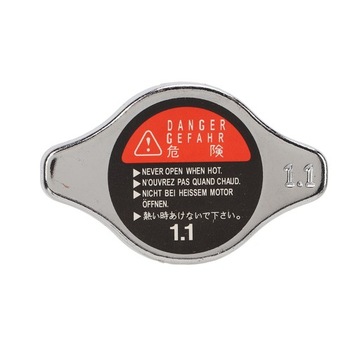 DANGER
GEFAHR
危険
▶NEVER OPEN WHEN HOT.
▶N'OUVREZ PAS QUAND CHAUD.
▶NICHT BEI HEISSEM MOTOR
ÖFFNEN.
▶熱い時あけないで下さい。
1.1
1.1